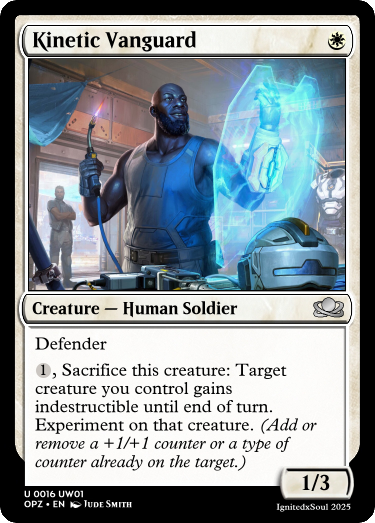 Kinetic Vanguard
Creature — Human Soldier
Defender
1, Sacrifice this creature: Target
creature you control gains
indestructible until end of turn.
Experiment on that creature. (Add or
remove a +1/+1 counter or a type of
counter already on the target.)
1/3
U 0016 UW01
OPZ • EN Jude Smith
IgnitedxSoul 2025